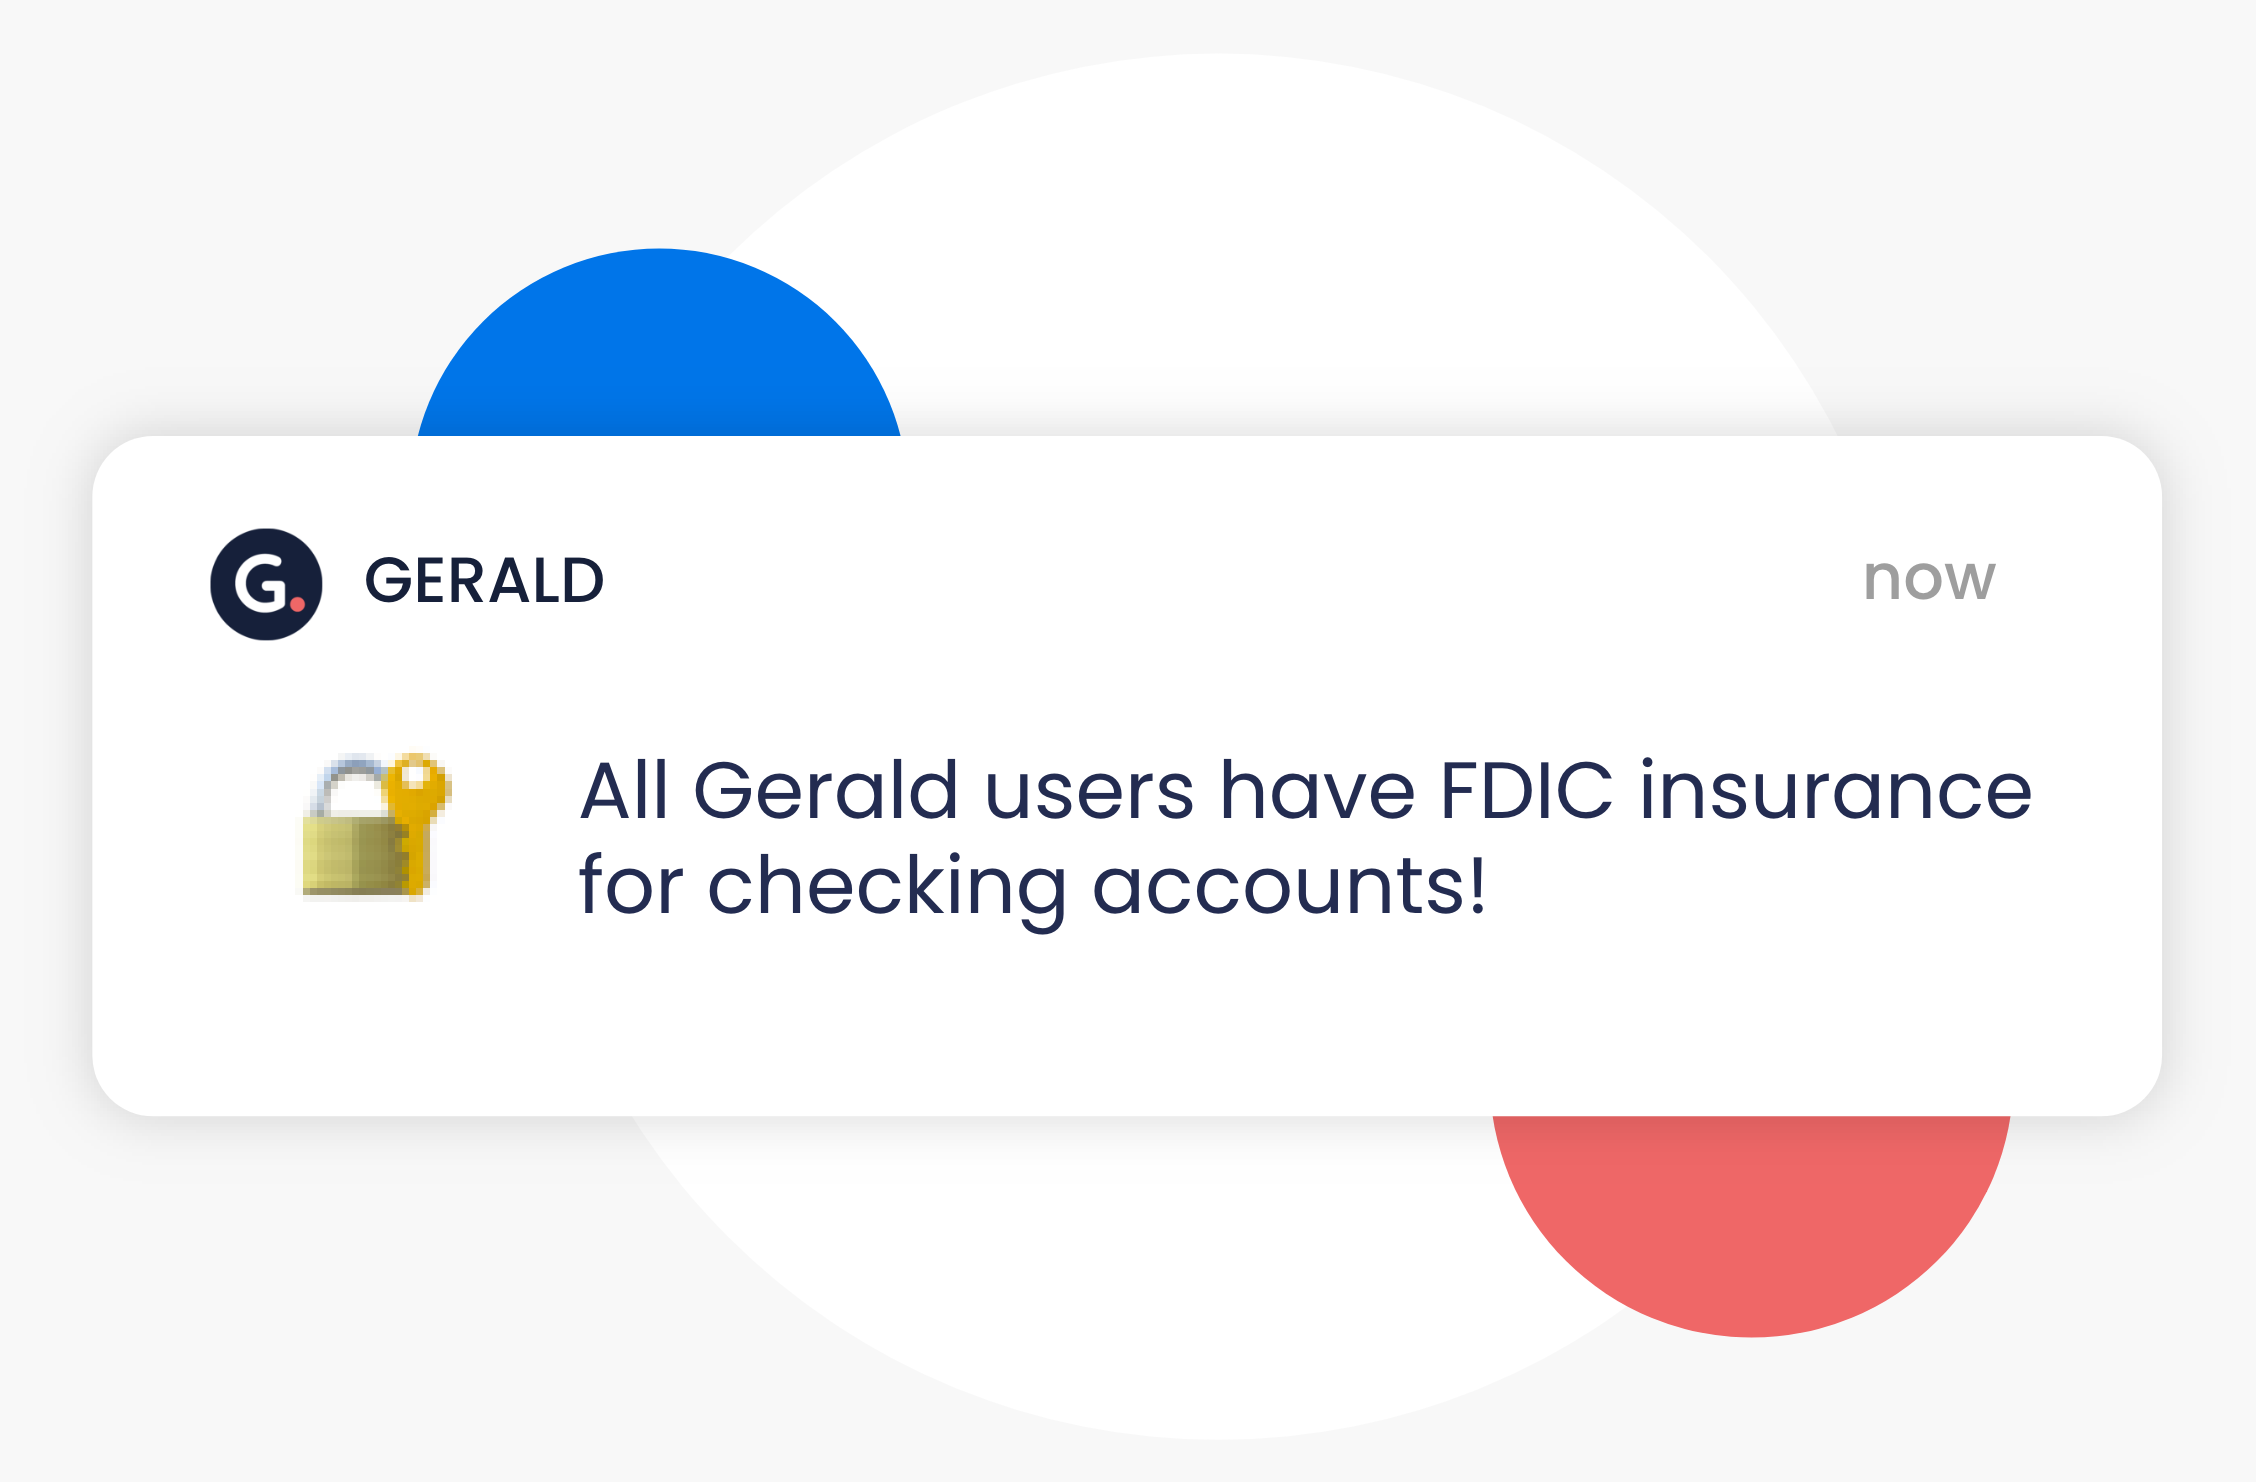 G.
GERALD
now
All Gerald users have FDIC insurance
for checking accounts!